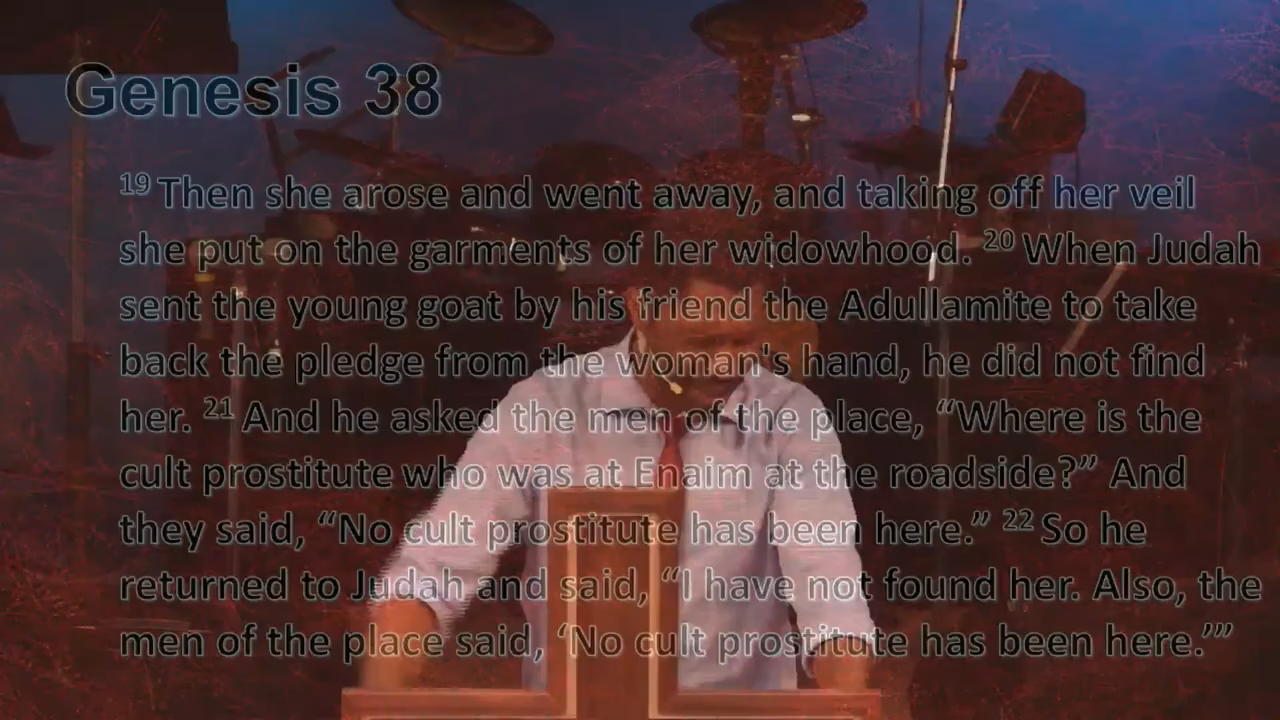 Genesis 38
19 Then she arose and went away, and taking off her veil
she put on the garments of her widowhood. 20 When Judah
sent the young goat by his friend the Adullamite to take
back the pledge from the woman's hand, he did not find
her. 21 And he asked the men of the place, “Where is the
cult prostitute who was at Enaim at the roadside?” And
they said, “No cult prostitute has been here.” 22 So he
returned to Judah and said, “I have not found her. Also, the
men of the place said, ‘No cult prostitute has been here.’”